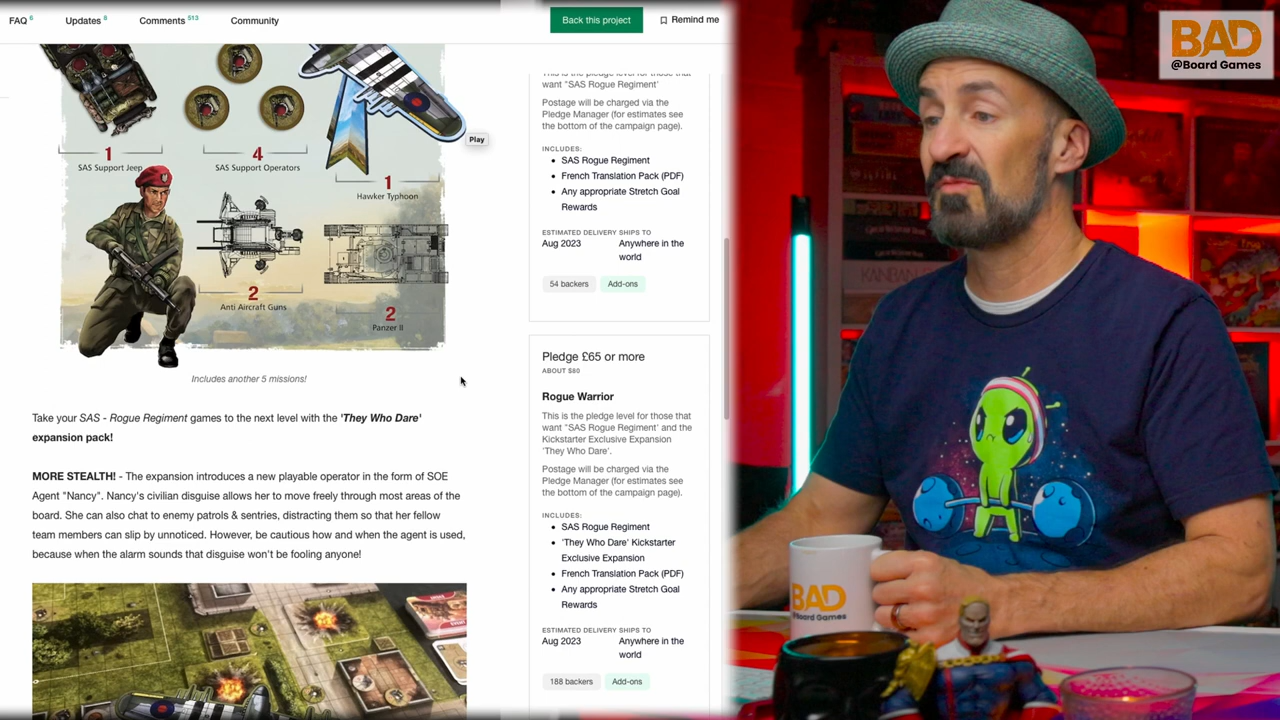 FAQ 6
Updates 8
Comments 513
Community
Back this project
Remind me
Play
1
SAS Support Jeep
4
SAS Support Operators
1
Hawker Typhoon
2
Anti Aircraft Guns
2
Panzer II
Includes another 5 missions!
Take your SAS - Rogue Regiment games to the next level with the 'They Who Dare'
expansion pack!
MORE STEALTH! - The expansion introduces a new playable operator in the form of SOE
Agent "Nancy". Nancy's civilian disguise allows her to move freely through most areas of the
board. She can also chat to enemy patrols & sentries, distracting them so that her fellow
team members can slip by unnoticed. However, be cautious how and when the agent is used,
because when the alarm sounds that disguise won't be fooling anyone!
This is the pledge level for those that
want "SAS Rogue Regiment'
Postage will be charged via the
Pledge Manager (for estimates see
the bottom of the campaign page).
INCLUDES:
SAS Rogue Regiment
French Translation Pack (PDF)
Any appropriate Stretch Goal
Rewards
ESTIMATED DELIVERY SHIPS TO
Aug 2023 Anywhere in the
world
54 backers Add-ons
Pledge £65 or more
ABOUT $80
Rogue Warrior
This is the pledge level for those that
want "SAS Rogue Regiment' and the
Kickstarter Exclusive Expansion
'They Who Dare'.
Postage will be charged via the
Pledge Manager (for estimates see
the bottom of the campaign page).
INCLUDES:
SAS Rogue Regiment
'They Who Dare' Kickstarter
Exclusive Expansion
French Translation Pack (PDF)
Any appropriate Stretch Goal
Rewards
ESTIMATED DELIVERY SHIPS TO
Aug 2023 Anywhere in the
world
188 backers Add-ons
BAD
@Board Games
KANBAN
BAD
@Board Games